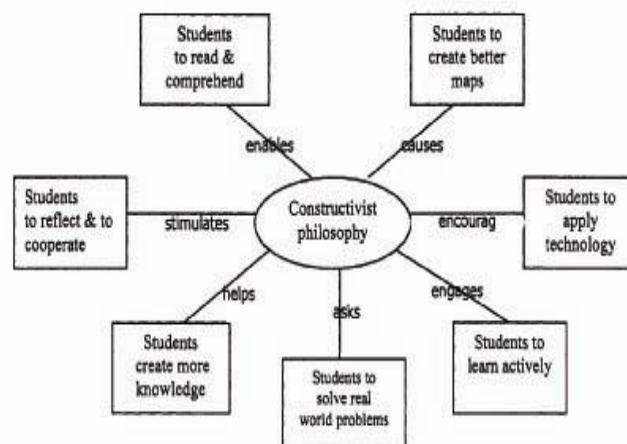 Students
to read &
comprehend
Students to
create better
maps
enables
causes
Students
to reflect & to
cooperate
stimulates
Constructivist
philosophy
encourag
Students to
apply
technology
helps
asks
engages
Students
create more
knowledge
Students to
solve real
world problems
Students to
learn actively